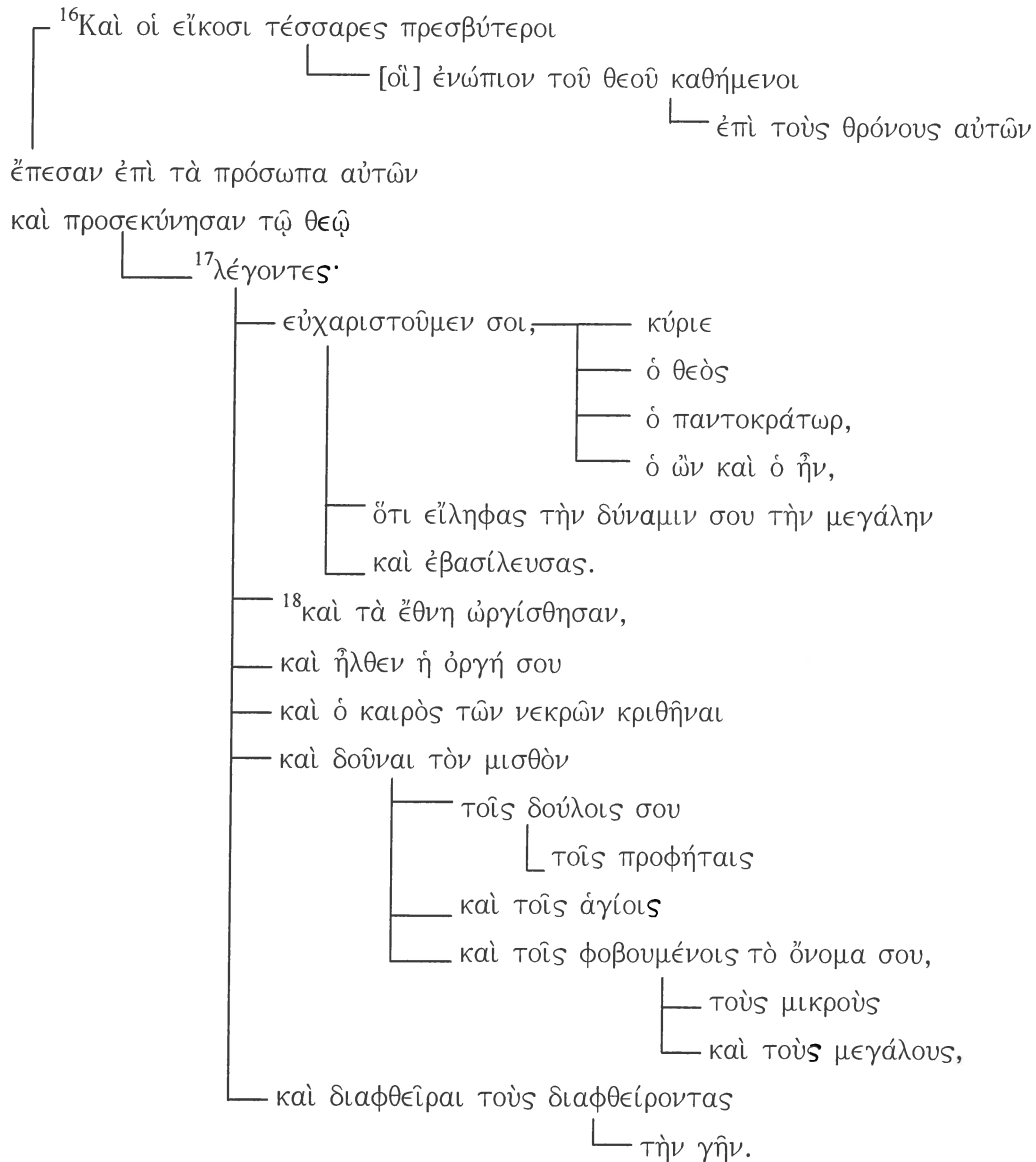 ¹⁶Καὶ οἱ εἴκοσι τέσσαρες πρεσβύτεροι
[οἳ] ἐνώπιον τοῦ θεοῦ καθήμενοι
ἐπὶ τοὺς θρόνους αὐτῶν
ἔπεσαν ἐπὶ τὰ πρόσωπα αὐτῶν
καὶ προσεκύνησαν τῷ θεῷ
¹⁷λέγοντες·
εὐχαριστοῦμεν σοι, κύριε
ὁ θεὸς
ὁ παντοκράτωρ,
ὁ ὢν καὶ ὁ ἦν,
ὅτι εἴληφας τὴν δύναμιν σου τὴν μεγάλην
καὶ ἐβασίλευσας.
¹⁸καὶ τὰ ἔθνη ὠργίσθησαν,
καὶ ἦλθεν ἡ ὀργή σου
καὶ ὁ καιρὸς τῶν νεκρῶν κριθῆναι
καὶ δοῦναι τὸν μισθὸν
τοῖς δούλοις σου
τοῖς προφήταις
καὶ τοῖς ἁγίοις
καὶ τοῖς φοβουμένοις τὸ ὄνομα σου,
τοὺς μικροὺς
καὶ τοὺς μεγάλους,
καὶ διαφθεῖραι τοὺς διαφθείροντας
τὴν γῆν.